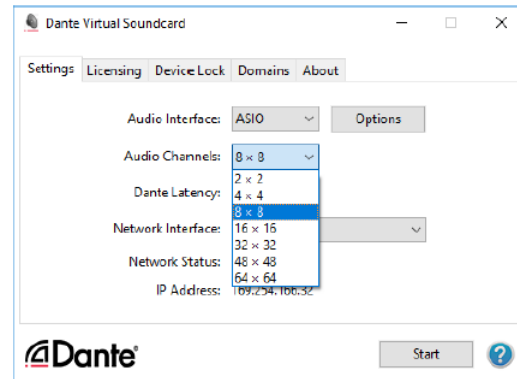 Dante Virtual Soundcard
Settings Licensing Device Lock Domains About
Audio Interface: ASIO Options
Audio Channels: 8 × 8
2 × 2
Dante Latency: 4 × 4
8 × 8
Network Interface: 16 × 16
32 × 32
Network Status: 48 × 48
64 × 64
IP Address: 169.254.166.32
Dante Start ?